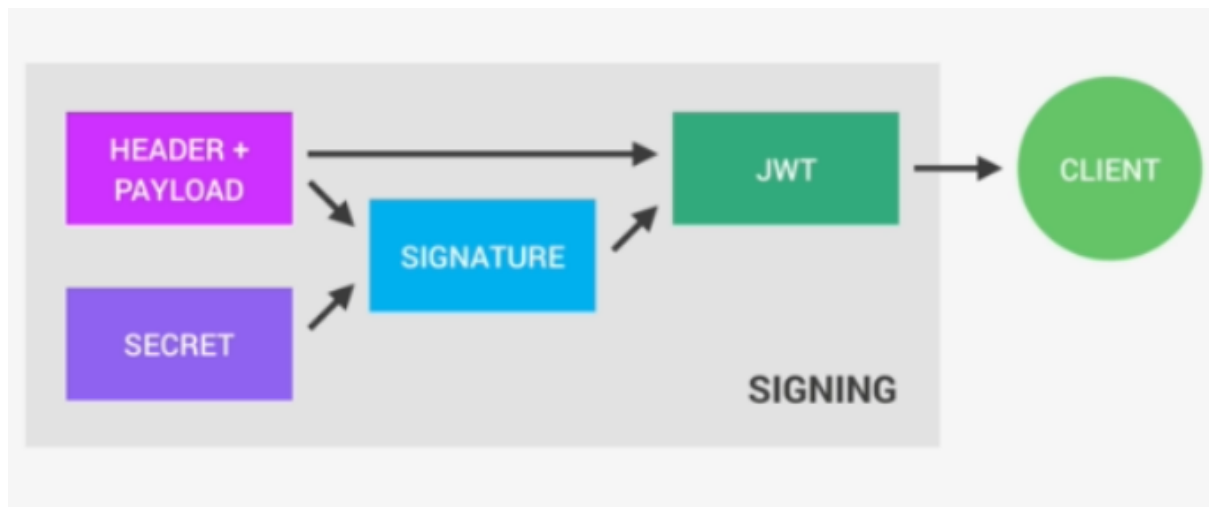 HEADER +
PAYLOAD
JWT
CLIENT
SIGNATURE
SECRET
SIGNING